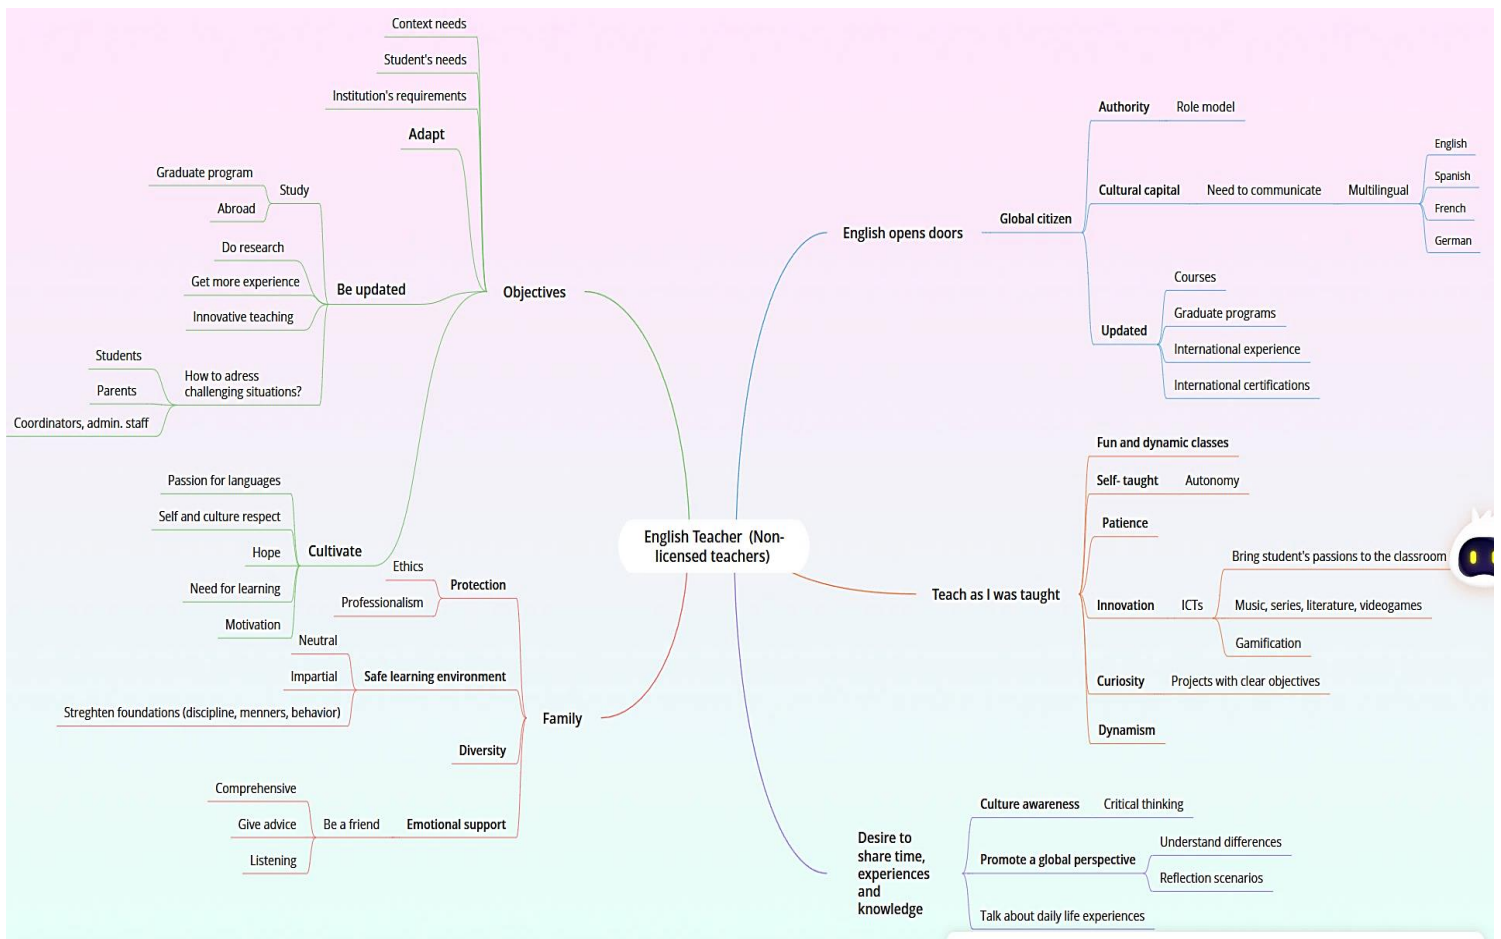 English Teacher (Non-
licensed teachers)
Objectives
Context needs
Student's needs
Institution's requirements
Adapt
Be updated
Study
Graduate program
Abroad
Do research
Get more experience
Innovative teaching
How to adress
challenging situations?
Students
Parents
Coordinators, admin. staff
Cultivate
Passion for languages
Self and culture respect
Hope
Need for learning
Motivation
Family
Protection
Ethics
Professionalism
Safe learning environment
Neutral
Impartial
Streghten foundations (discipline, menners, behavior)
Diversity
Emotional support
Be a friend
Comprehensive
Give advice
Listening
English opens doors
Global citizen
Authority
Role model
Cultural capital
Need to communicate
Multilingual
English
Spanish
French
German
Updated
Courses
Graduate programs
International experience
International certifications
Teach as I was taught
Fun and dynamic classes
Self- taught
Autonomy
Patience
Innovation
ICTs
Bring student's passions to the classroom
Music, series, literature, videogames
Gamification
Curiosity
Projects with clear objectives
Dynamism
Desire to
share time,
experiences
and
knowledge
Culture awareness
Critical thinking
Promote a global perspective
Understand differences
Reflection scenarios
Talk about daily life experiences